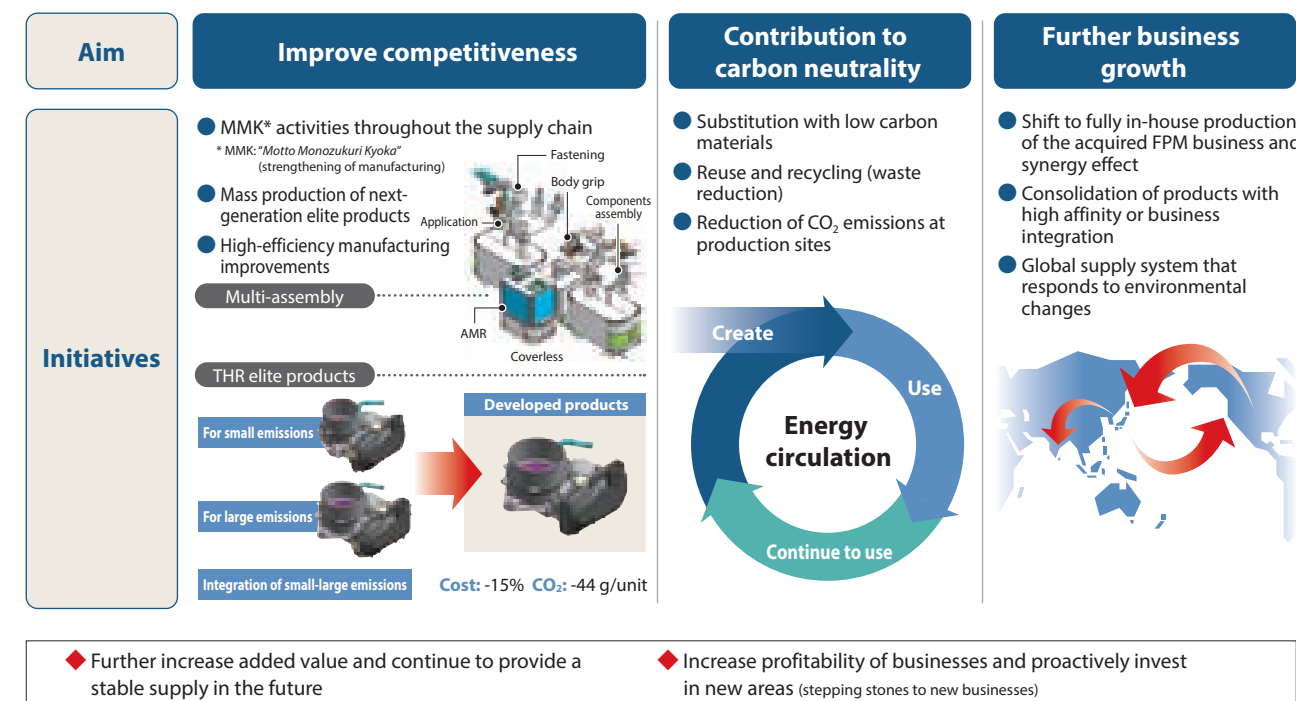 Aim
Improve competitiveness
Contribution to
carbon neutrality
Further business
growth
Initiatives
● MMK* activities throughout the supply chain
* MMK: “Motto Monozukuri Kyoka”
(strengthening of manufacturing)
● Mass production of next-
generation elite products
● High-efficiency manufacturing
improvements
Multi-assembly
Fastening
Body grip
Components
assembly
Application
AMR
Coverless
THR elite products
For small emissions
For large emissions
Integration of small-large emissions
Developed products
Cost: -15% CO₂: -44 g/unit
● Substitution with low carbon
materials
● Reuse and recycling (waste
reduction)
● Reduction of CO₂ emissions at
production sites
Create
Use
Energy
circulation
Continue to use
● Shift to fully in-house production
of the acquired FPM business and
synergy effect
● Consolidation of products with
high affinity or business
integration
● Global supply system that
responds to environmental
changes
◆ Further increase added value and continue to provide a
stable supply in the future
◆ Increase profitability of businesses and proactively invest
in new areas (stepping stones to new businesses)